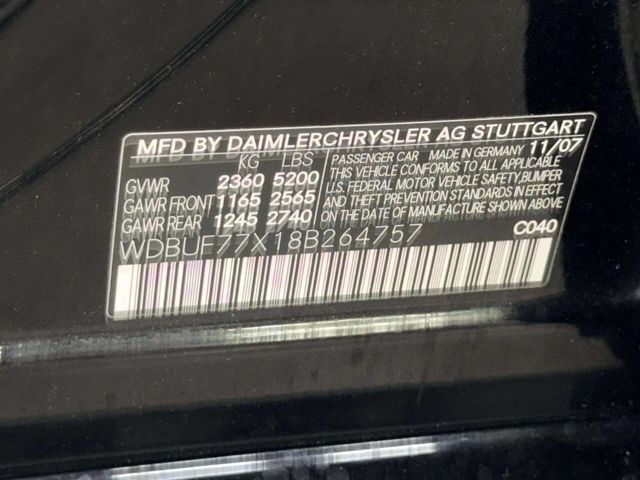 MFD BY DAIMLERCHRYSLER AG STUTTGART
KG LBS
GVWR 2360 5200
GAWR FRONT 1165 2565
GAWR REAR 1245 2740
PASSENGER CAR MADE IN GERMANY 11/07
THIS VEHICLE CONFORMS TO ALL APPLICABLE
U.S. FEDERAL MOTOR VEHICLE SAFETY,BUMPER
AND THEFT PREVENTION STANDARDS IN EFFECT
ON THE DATE OF MANUFACTURE SHOWN ABOVE
WDBUF77X18B264757
C040